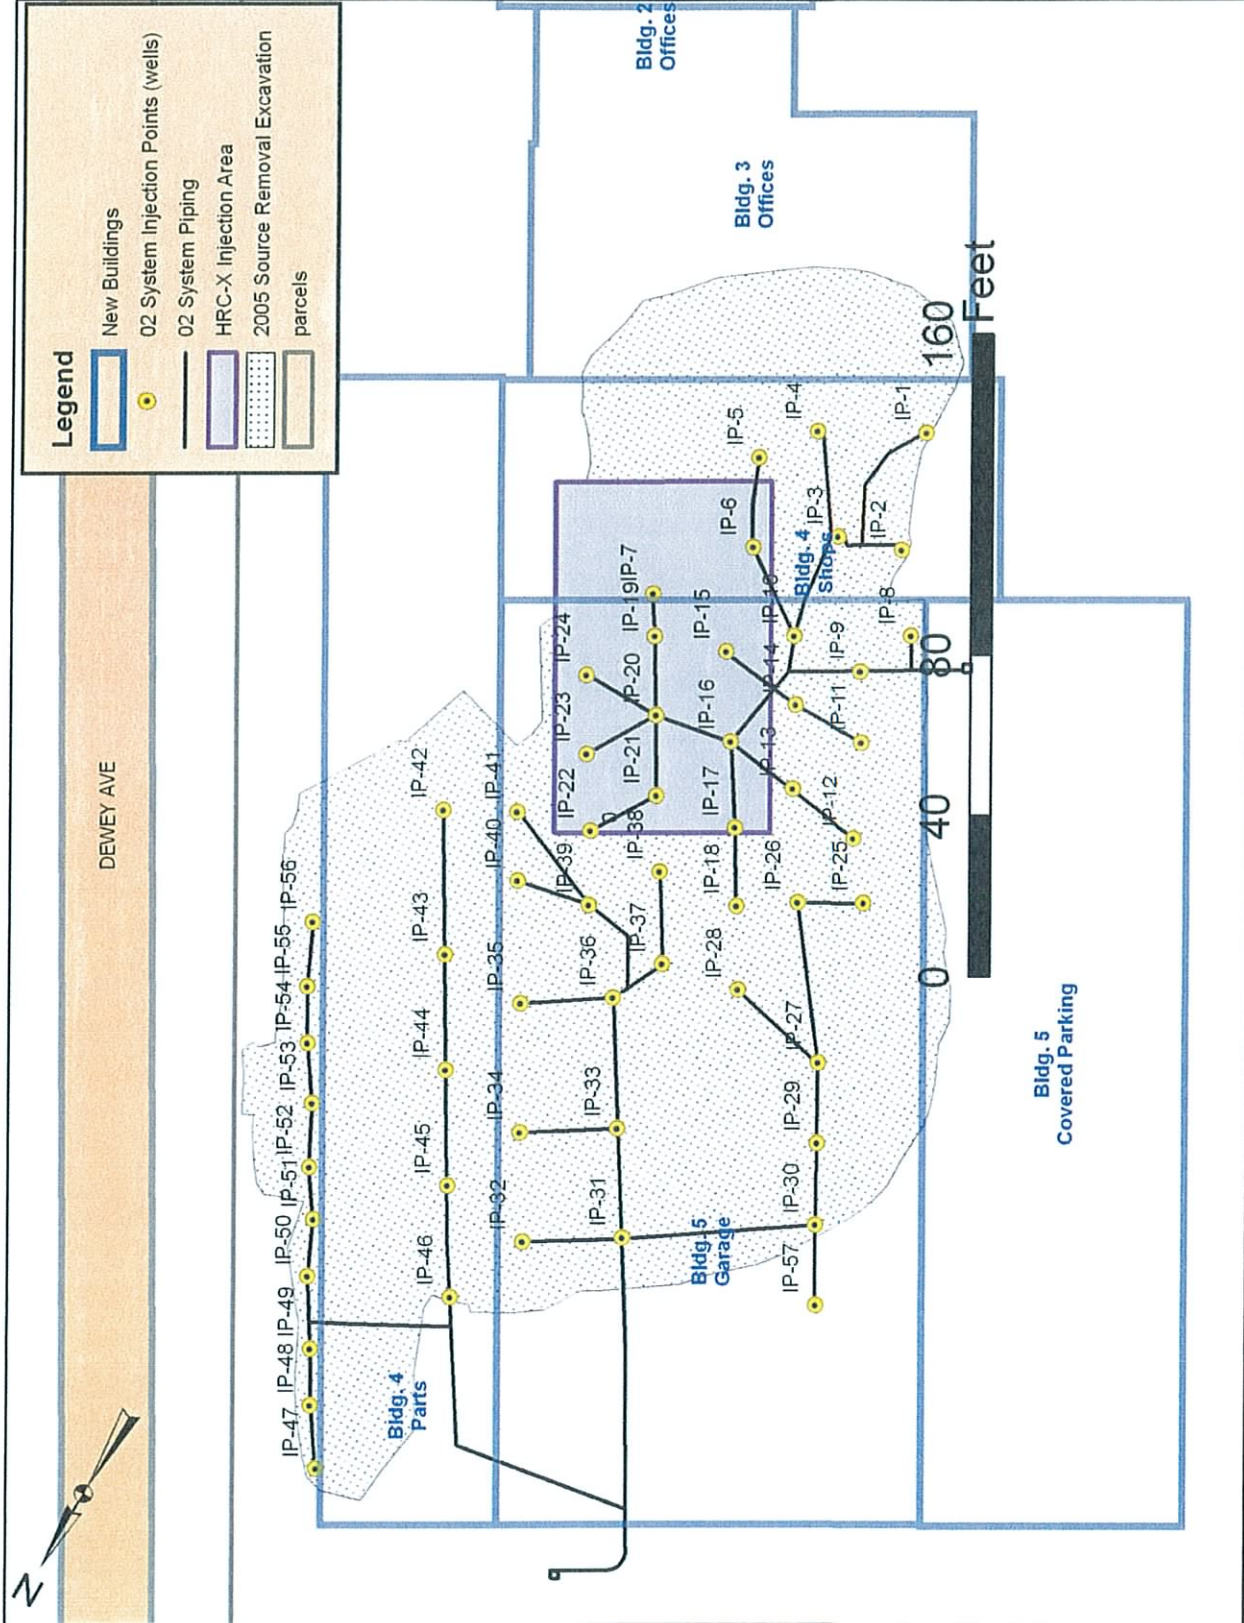 Legend
New Buildings
02 System Injection Points (wells)
02 System Piping
HRC-X Injection Area
2005 Source Removal Excavation
parcels
N
DEWEY AVE
IP-47
IP-48
IP-49
IP-50
IP-51
IP-52
IP-53
IP-54
IP-55
IP-56
Bldg. 4
Parts
IP-46
IP-45
IP-44
IP-43
IP-42
IP-32
IP-34
IP-35
IP-40
IP-41
IP-31
IP-33
IP-36
IP-39
IP-22
IP-23
IP-24
IP-37
IP-38
IP-21
IP-20
IP-19
IP-7
Bldg. 5
Garage
IP-28
IP-18
IP-17
IP-16
IP-15
IP-6
IP-5
IP-57
IP-30
IP-29
IP-27
IP-26
IP-13
IP-14
IP-3
IP-4
IP-25
IP-12
IP-11
IP-9
IP-8
IP-2
IP-1
Bldg. 4
Shops
Bldg. 2
Offices
Bldg. 3
Offices
Bldg. 5
Covered Parking
0
40
80
160
Feet